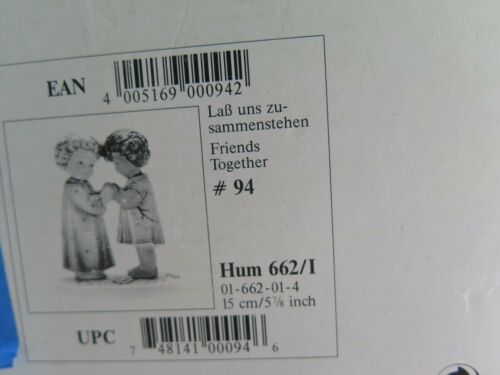 EAN
4 005169 000942
Laß uns zu-
sammenstehen
Friends
Together
# 94
Hum 662/I
01-662-01-4
15 cm/5⅞ inch
UPC
7 48141 00094 6